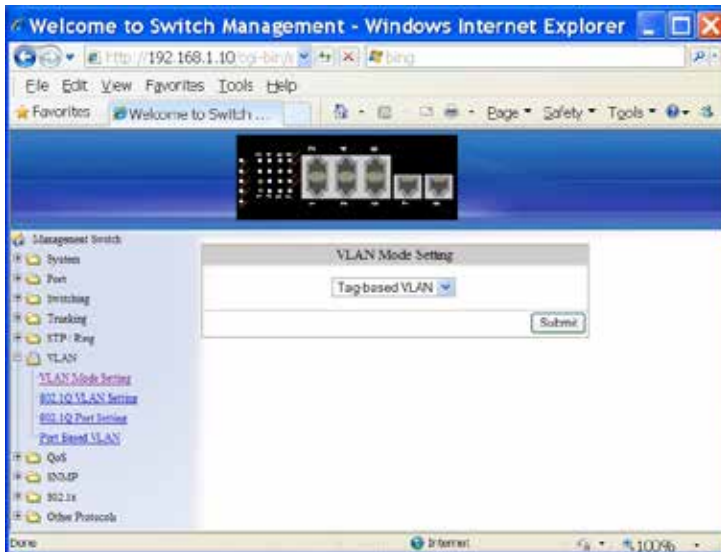 Welcome to Switch Management - Windows Internet Explorer
http://192.168.1.10/cgi-bin/s bing
File Edit View Favorites Tools Help
Favorites Welcome to Switch ... Page Safety Tools
Management Switch
System
Port
Switching
Trunking
STP / Ring
VLAN
VLAN Mode Setting
802.1Q VLAN Setting
802.1Q Port Setting
Port Based VLAN
QoS
SNMP
802.1x
Other Protocols
VLAN Mode Setting
Tag-based VLAN
Submit
Done Internet 100%